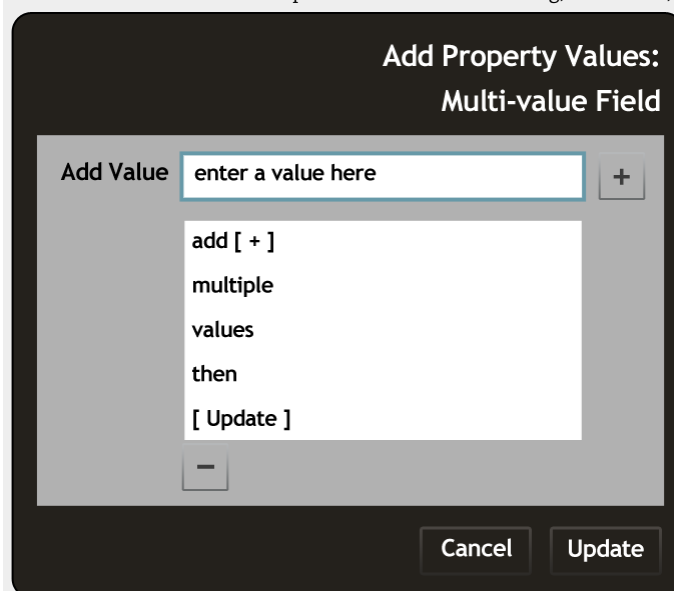 Add Property Values:
Multi-value Field
Add Value
enter a value here
+
add [ + ]
multiple
values
then
[ Update ]
−
Cancel
Update